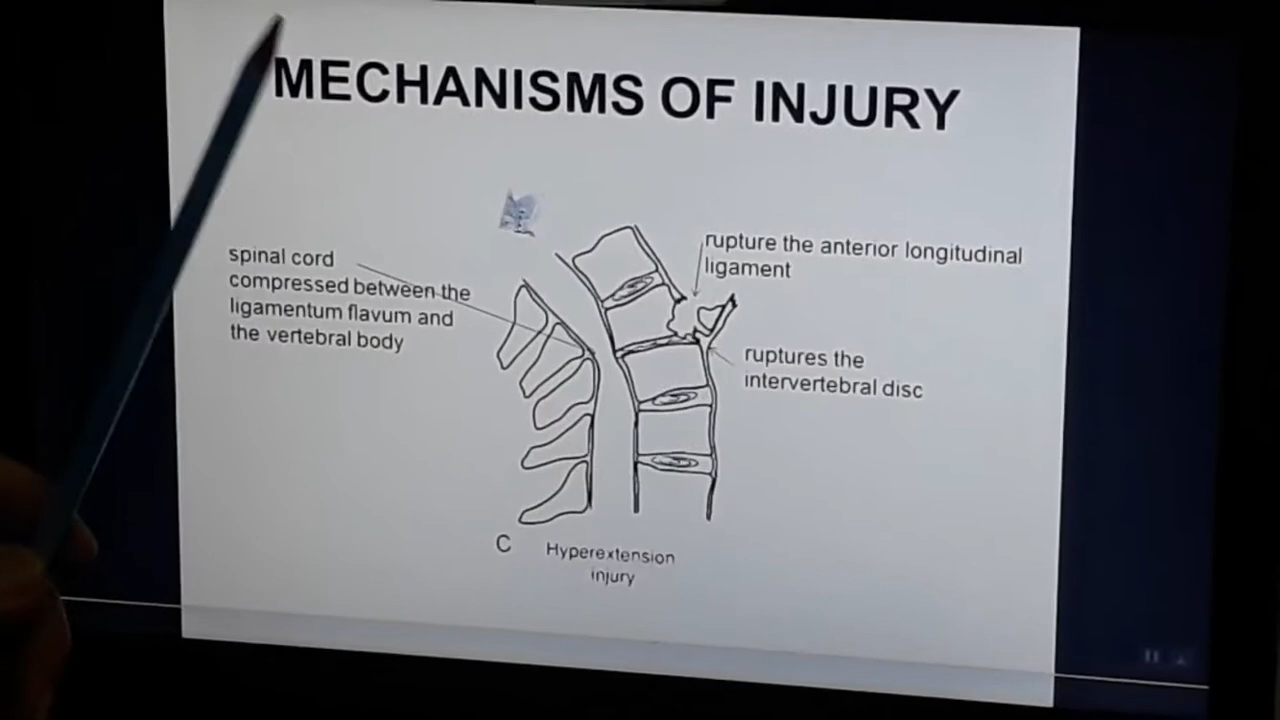 MECHANISMS OF INJURY
spinal cord
compressed between the
ligamentum flavum and
the vertebral body
rupture the anterior longitudinal
ligament
ruptures the
intervertebral disc
C
Hyperextension
injury